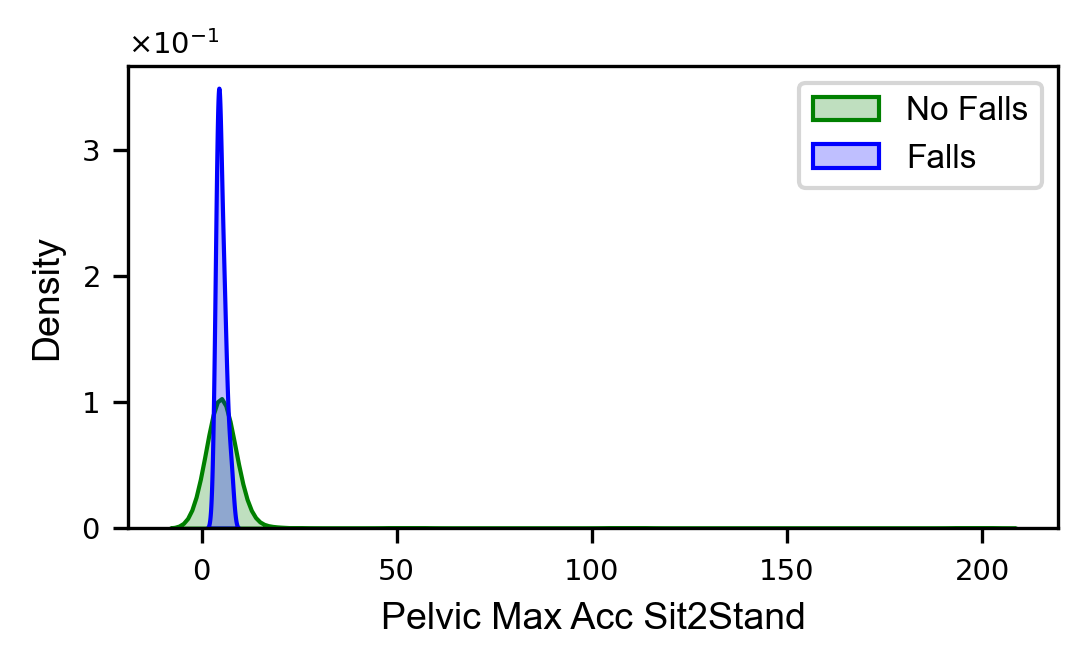 ×10⁻¹
No Falls
Falls
3
2
1
0
Density
0 50 100 150 200
Pelvic Max Acc Sit2Stand